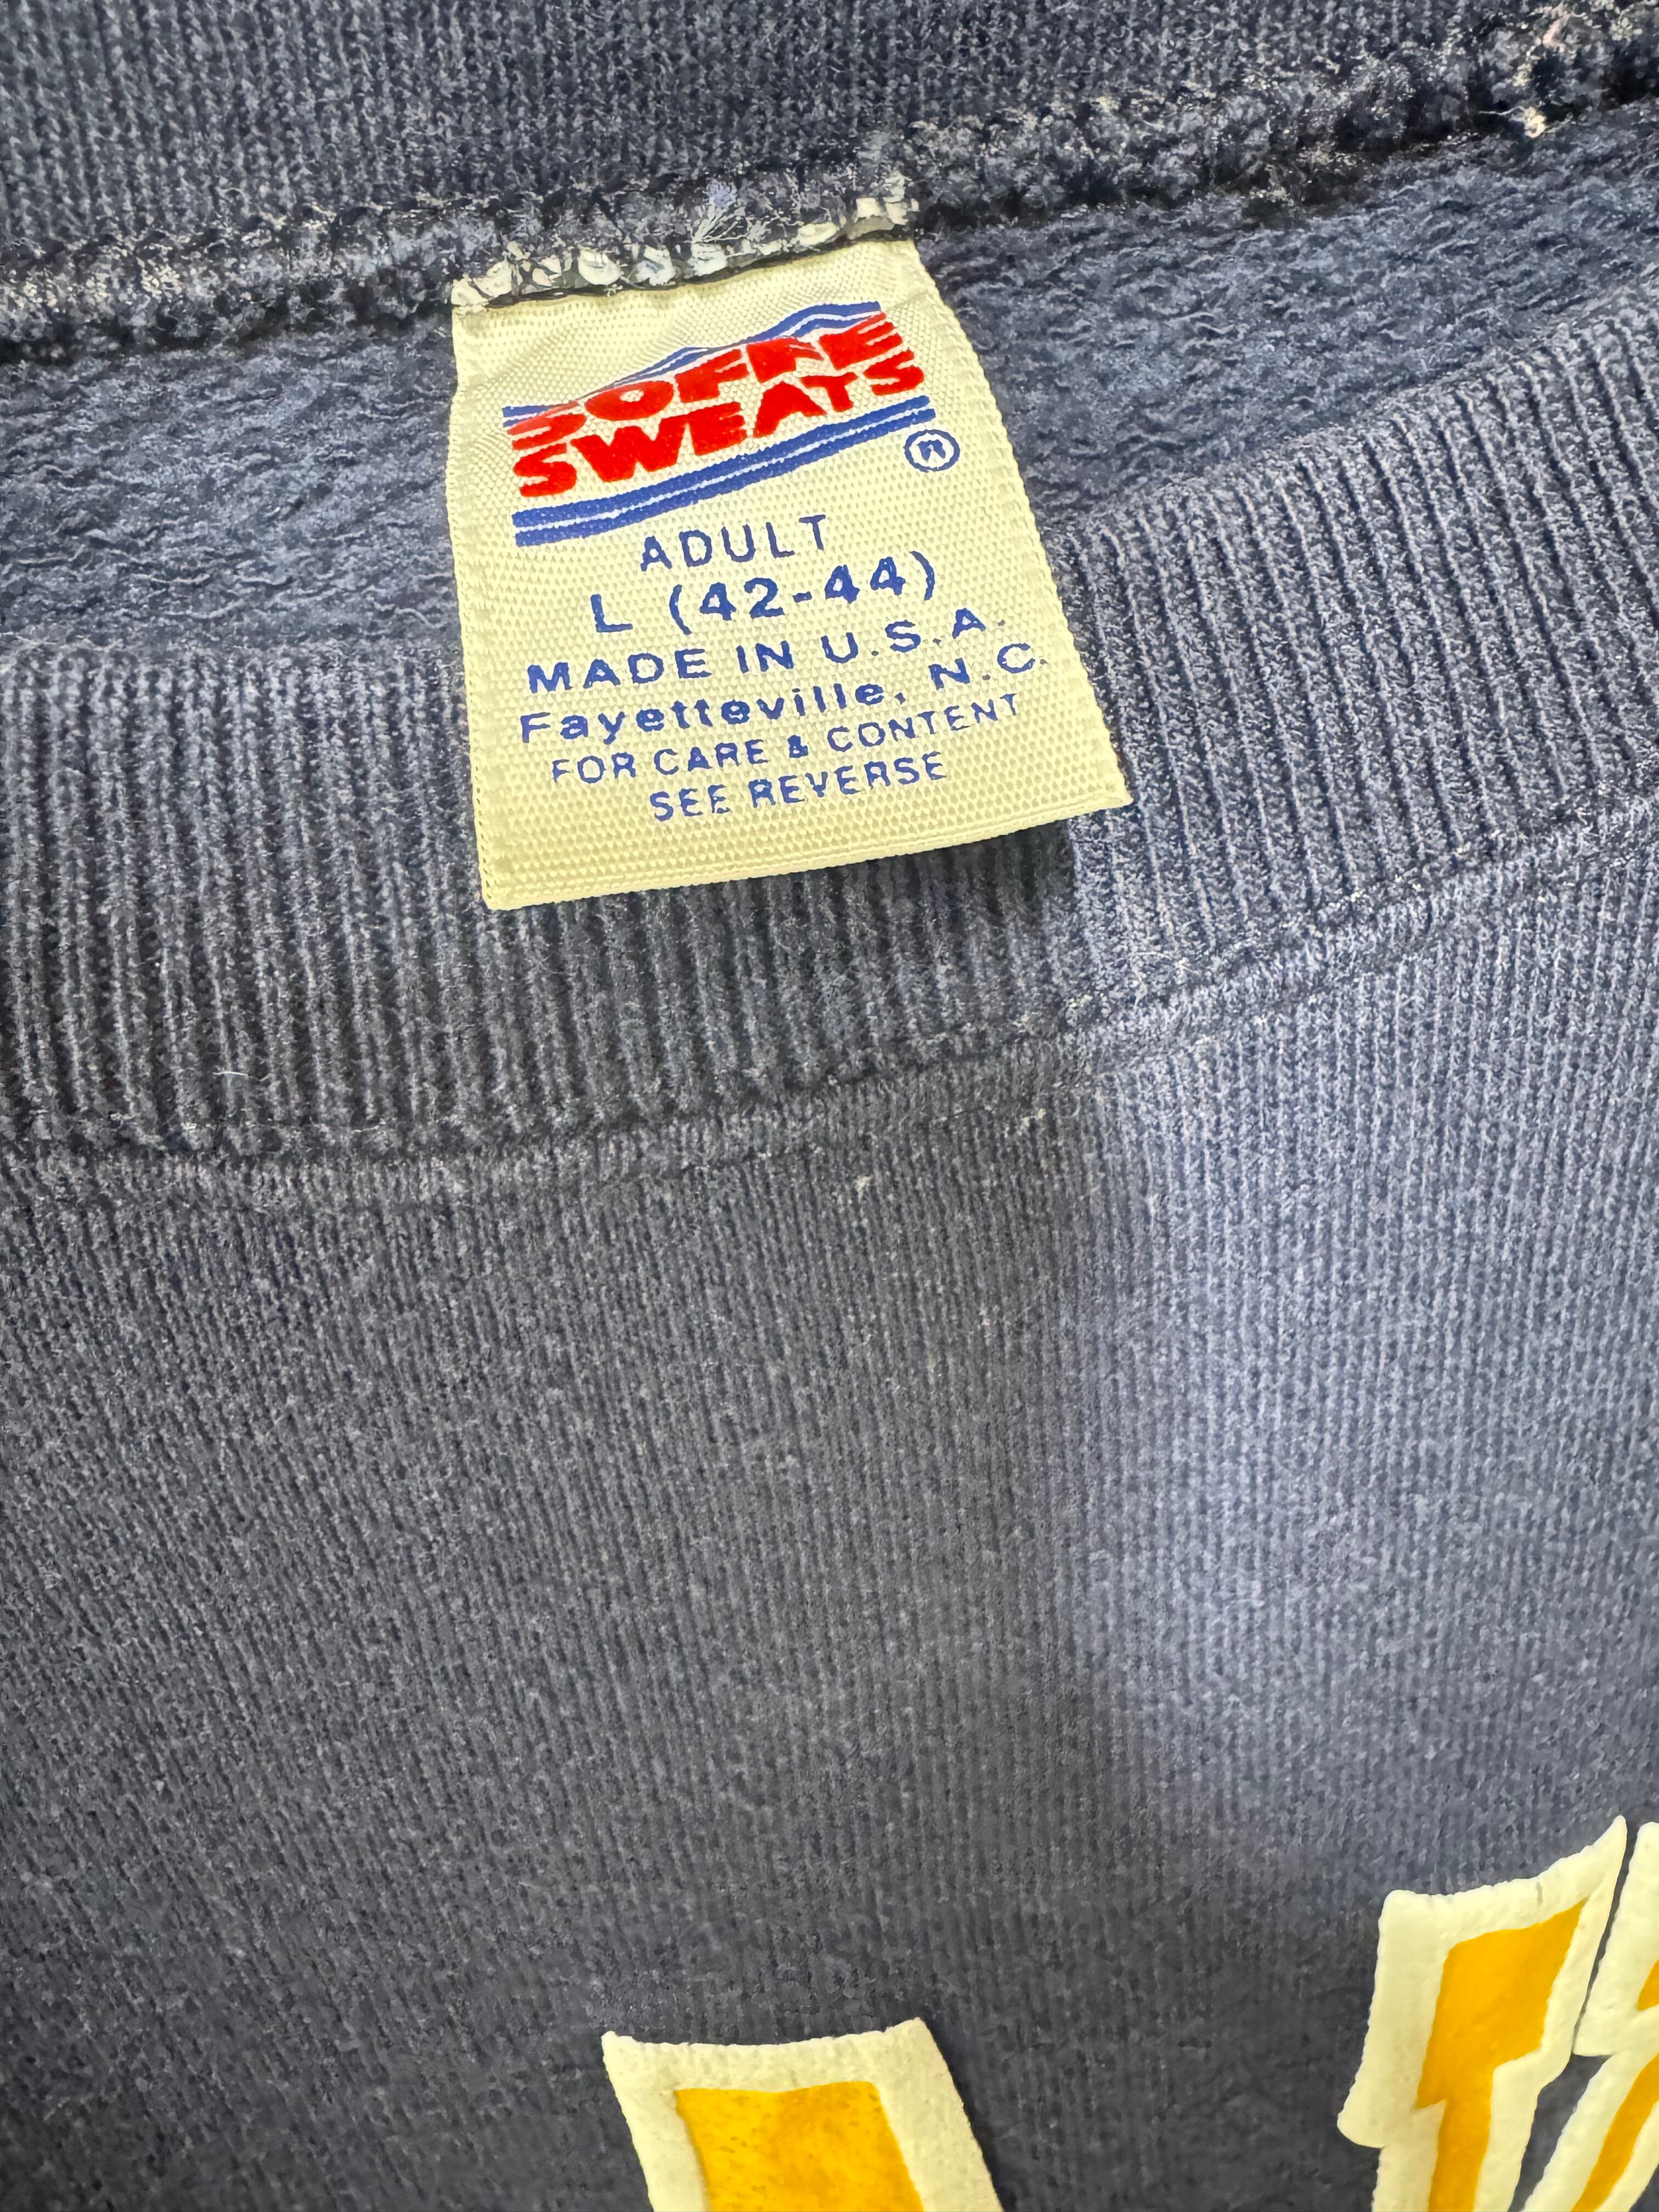 SOFFE
SWEATS
®
ADULT
L (42-44)
MADE IN U.S.A.
Fayetteville, N.C.
FOR CARE & CONTENT
SEE REVERSE